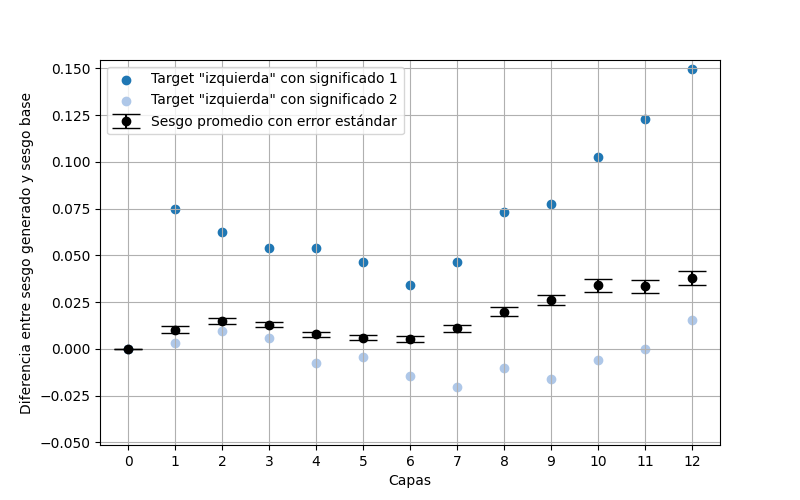 0.150
0.125
0.100
0.075
0.050
0.025
0.000
−0.025
−0.050
Diferencia entre sesgo generado y sesgo base
Target "izquierda" con significado 1
Target "izquierda" con significado 2
Sesgo promedio con error estándar
0 1 2 3 4 5 6 7 8 9 10 11 12
Capas